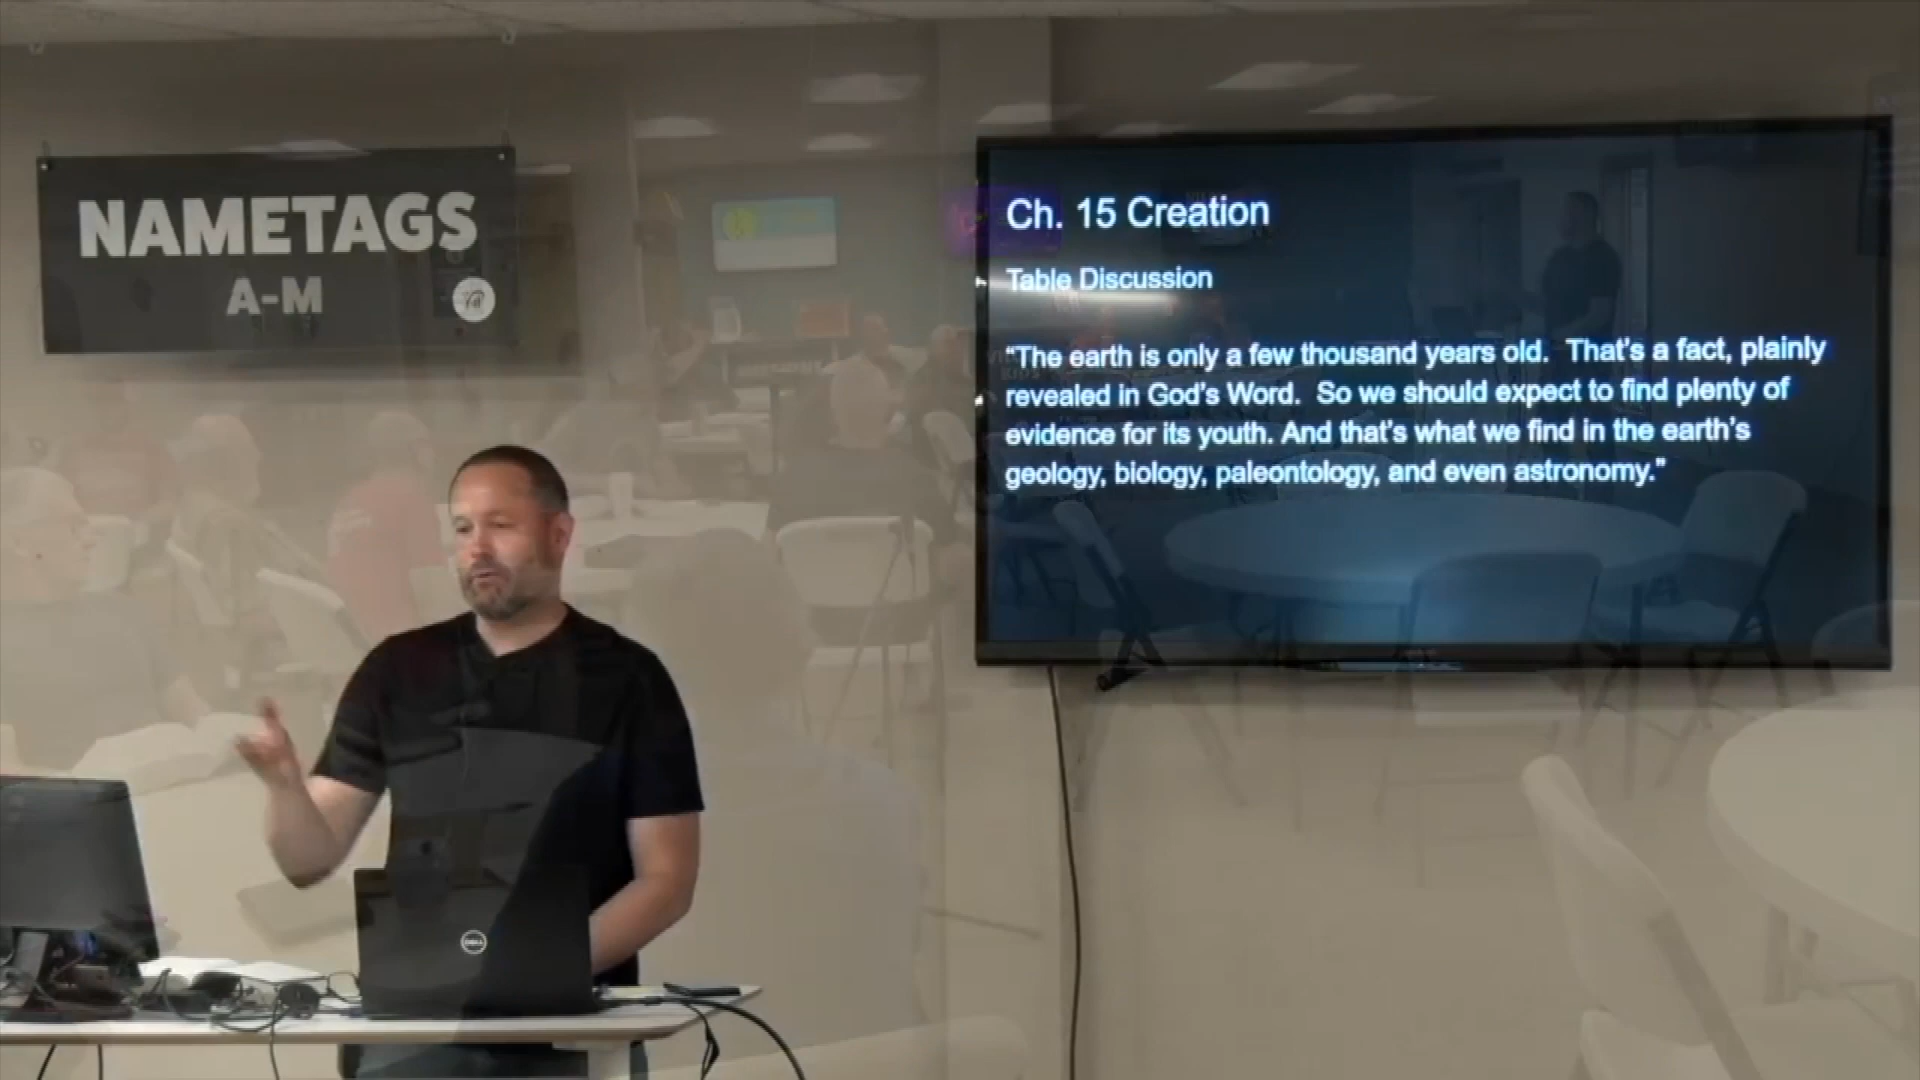 NAMETAGS
A-M
Ch. 15 Creation
Table Discussion
“The earth is only a few thousand years old.  That’s a fact, plainly
revealed in God’s Word.  So we should expect to find plenty of
evidence for its youth. And that’s what we find in the earth’s
geology, biology, paleontology, and even astronomy.”
DELL